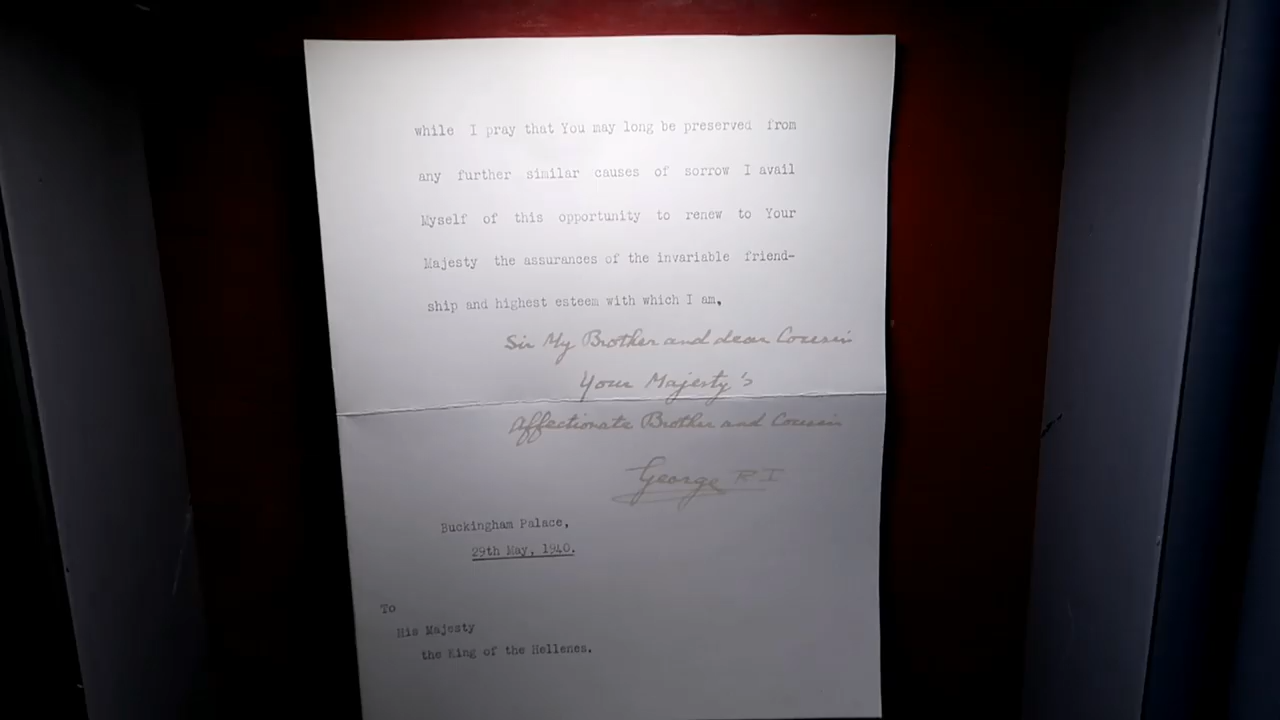 while I pray that You may long be preserved from
any further similar causes of sorrow I avail
Myself of this opportunity to renew to Your
Majesty the assurances of the invariable friend-
ship and highest esteem with which I am,
Sir My Brother and dear Cousin
Your Majesty's
Affectionate Brother and Cousin
George R I
Buckingham Palace,
29th May, 1940.
To
His Majesty
the King of the Hellenes.